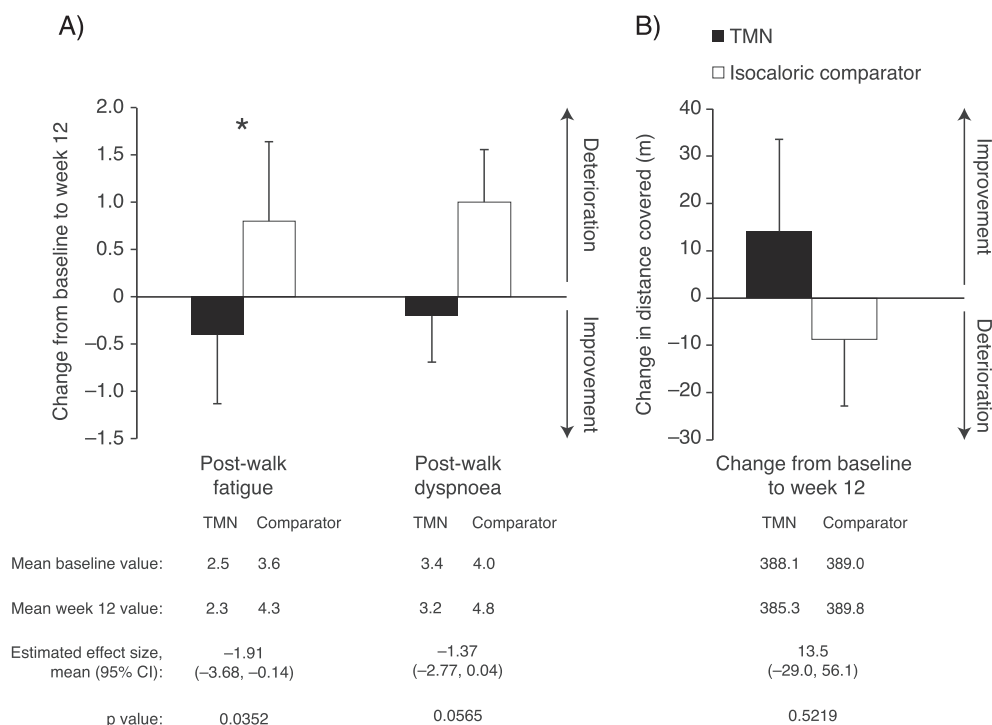 A)
B)
TMN
Isocaloric comparator
Change from baseline to week 12
2.0
1.5
1.0
0.5
0
–0.5
–1.0
–1.5
*
Deterioration
Improvement
Post-walk
fatigue
Post-walk
dyspnoea
Change in distance covered (m)
40
30
20
10
0
–10
–20
–30
Improvement
Deterioration
Change from baseline
to week 12
TMN Comparator TMN Comparator TMN Comparator
Mean baseline value: 2.5 3.6 3.4 4.0 388.1 389.0
Mean week 12 value: 2.3 4.3 3.2 4.8 385.3 389.8
Estimated effect size, –1.91 –1.37 13.5
mean (95% CI): (–3.68, –0.14) (–2.77, 0.04) (–29.0, 56.1)
p value: 0.0352 0.0565 0.5219